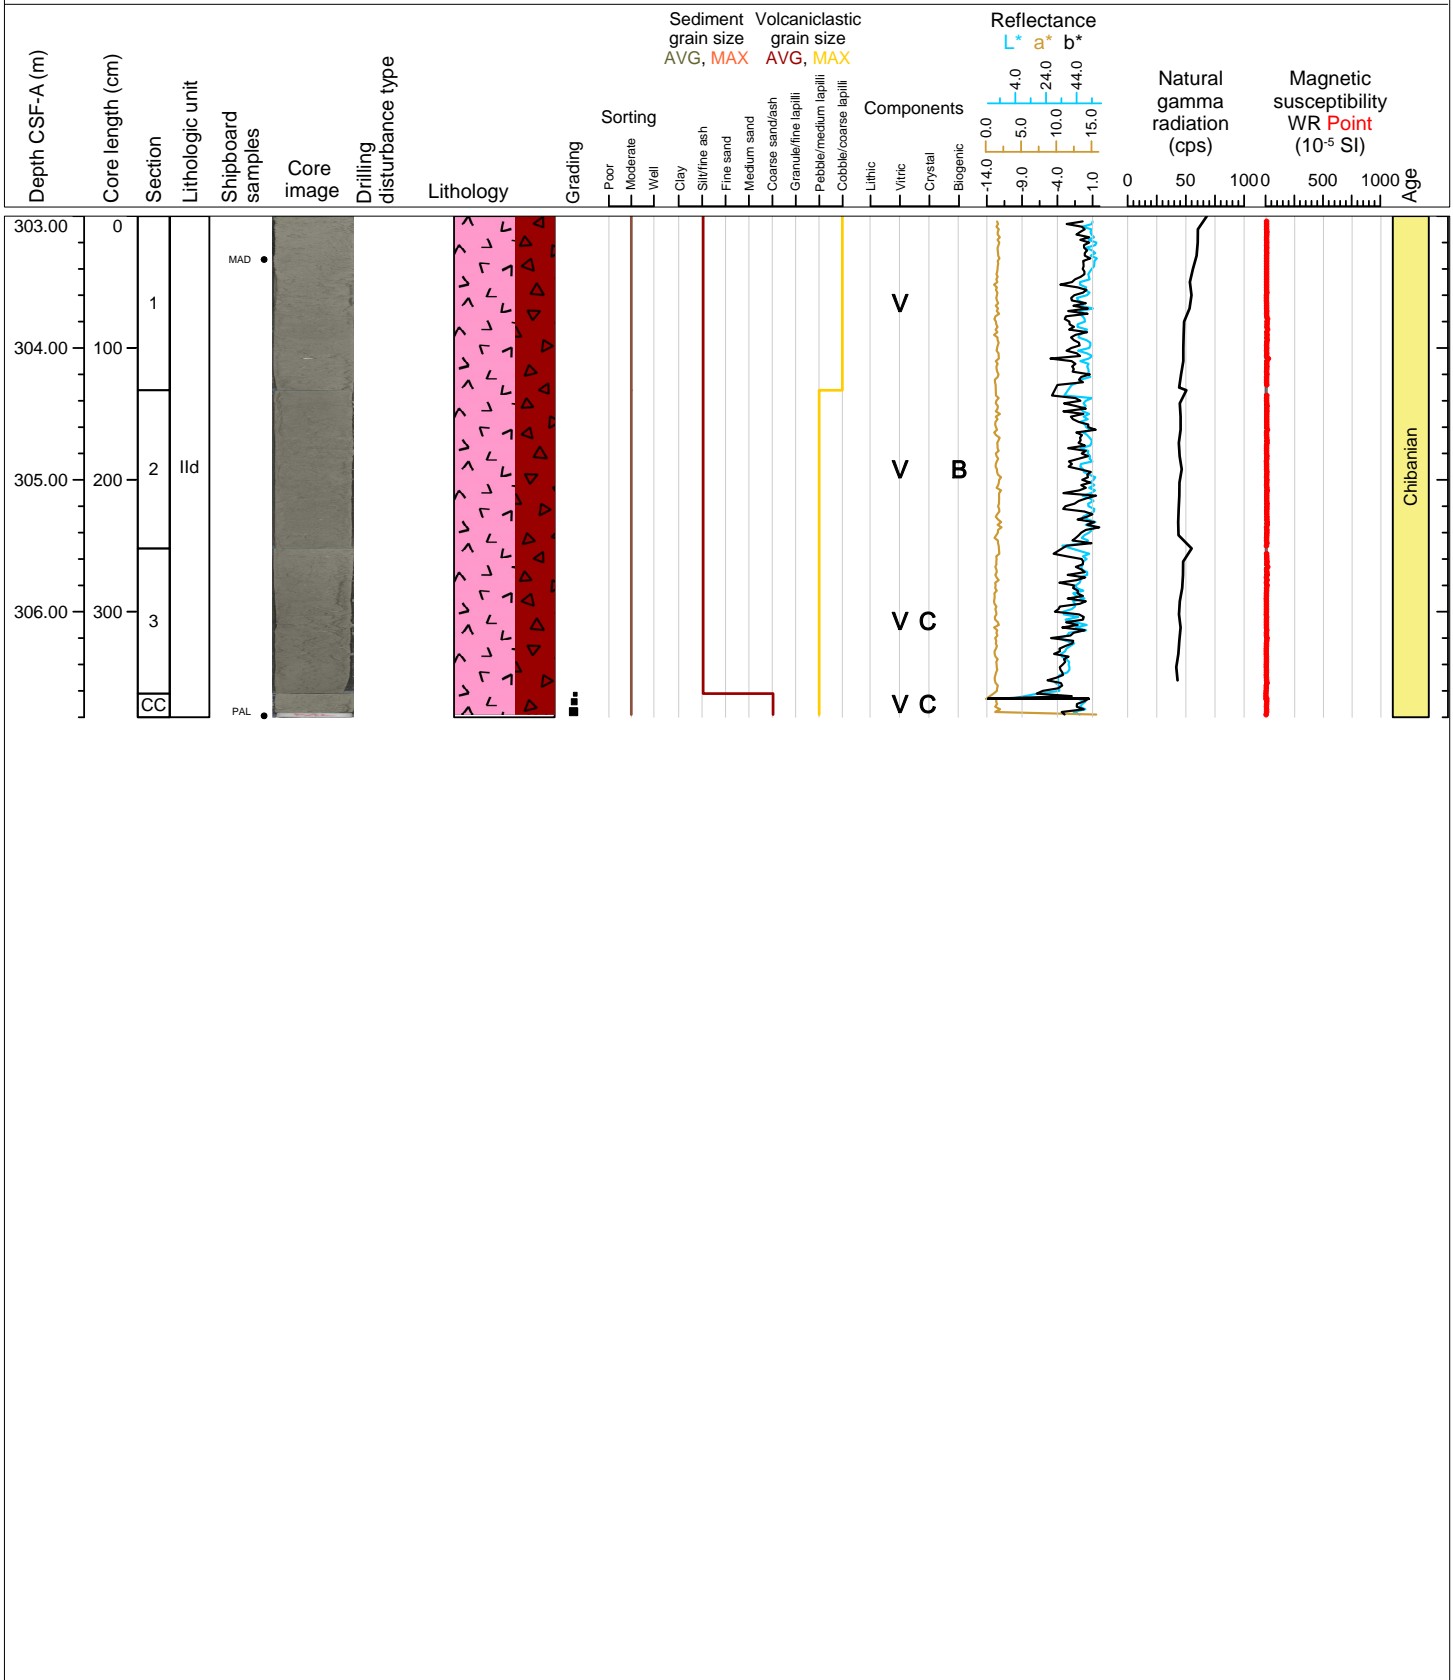 Depth CSF-A (m)
Core length (cm)
Section
Lithologic unit
Shipboard
samples
Core
image
Drilling
disturbance type
Lithology
Grading
Sorting
Poor
Moderate
Well
Sediment
grain size
AVG, MAX
Volcaniclastic
grain size
AVG, MAX
Clay
Silt/fine ash
Fine sand
Medium sand
Coarse sand/ash
Granule/fine lapilli
Pebble/medium lapilli
Cobble/coarse lapilli
Components
Lithic
Vitric
Crystal
Biogenic
Reflectance
L* a* b*
4.0 24.0 44.0
0.0 5.0 10.0 15.0
-14.0 -9.0 -4.0 1.0
Natural
gamma
radiation
(cps)
0 50 100
Magnetic
susceptibility
WR Point
(10-5 SI)
0 500 1000
Age
303.00 0
MAD
1
V
304.00 100
2 IId
V B
305.00 200
Chibanian
306.00 300
3
V C
CC
V C
PAL